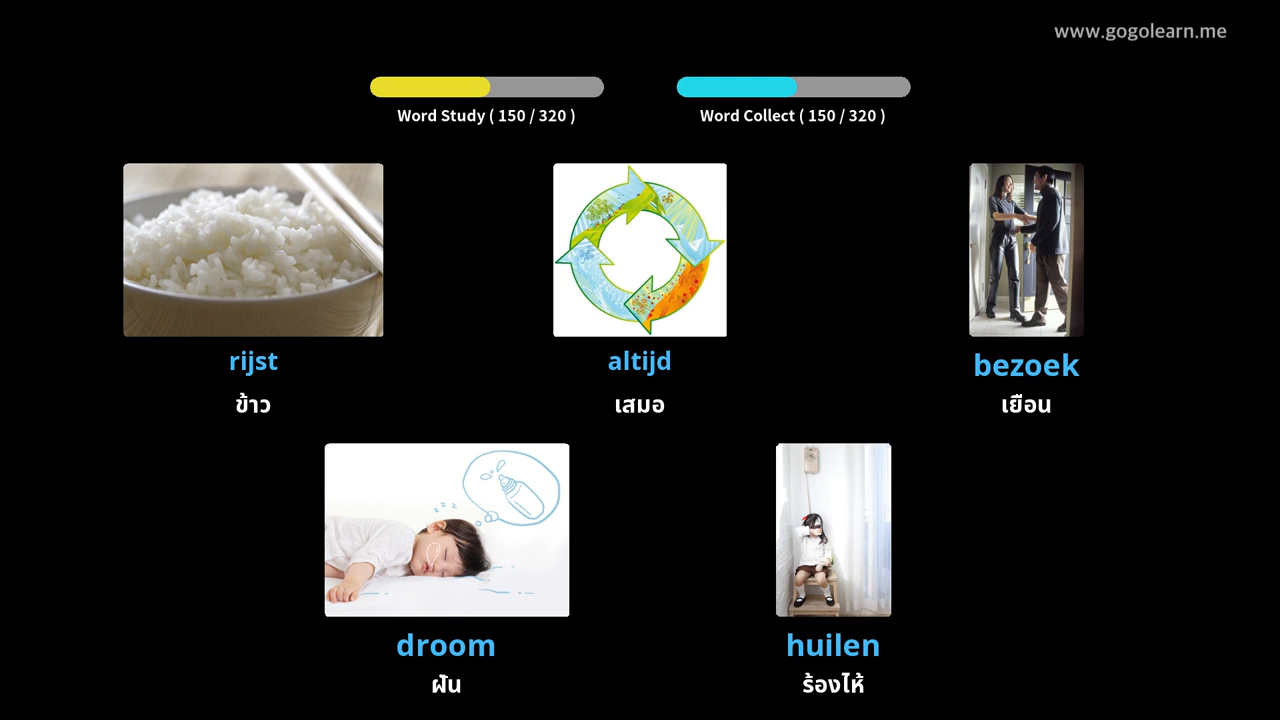 www.gogolearn.me
Word Study ( 150 / 320 )
Word Collect ( 150 / 320 )
rijst
ข้าว
altijd
เสมอ
bezoek
เยือน
droom
ฝัน
huilen
ร้องไห้